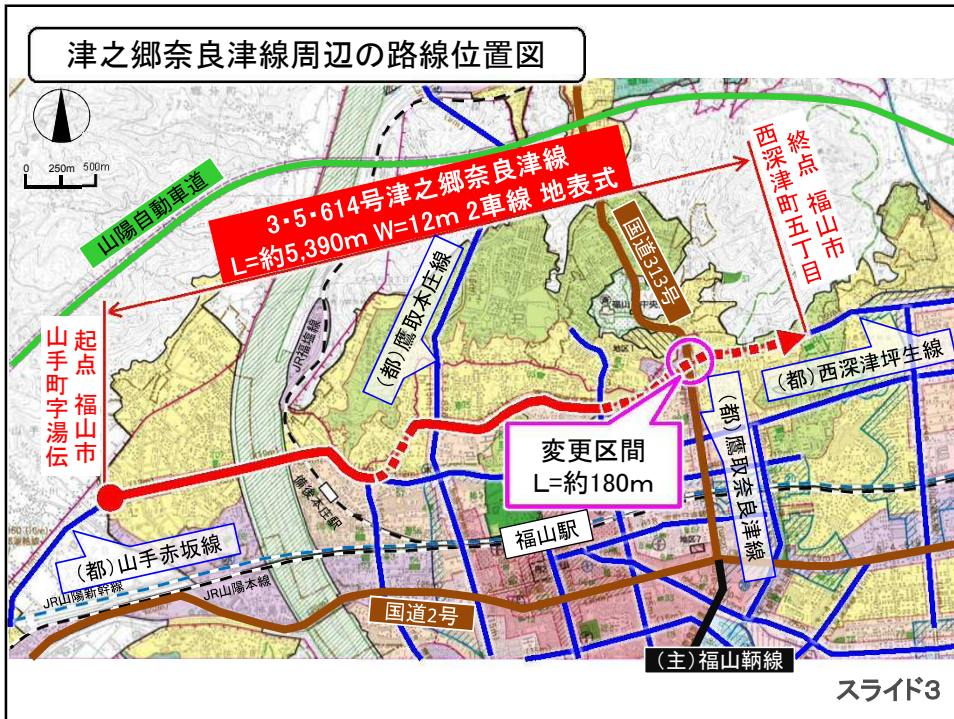 津之郷奈良津線周辺の路線位置図
0 250m 500m
山陽自動車道
3・5・614号津之郷奈良津線
L=約5,390m W=12m 2車線 地表式
終点 福山市
西深津町五丁目
国道313号
(都)鷹取本庄線
JR福塩線
起点 福山市
山手町字湯伝
(都)西深津坪生線
変更区間
L=約180m
(都)鷹取奈良津線
備後本庄駅
福山駅
(都)山手赤坂線
JR山陽新幹線
JR山陽本線
国道2号
(主)福山鞆線
スライド3